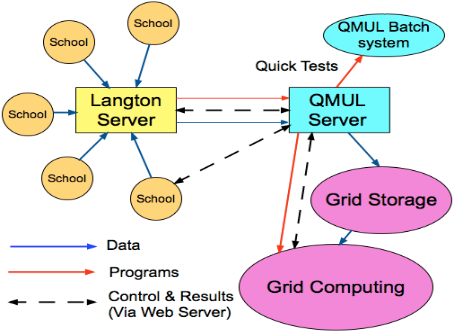 School
School
QMUL Batch
system
Quick Tests
School
Langton
Server
QMUL
Server
School
School
School
Grid Storage
Data
Programs
Control & Results
(Via Web Server)
Grid Computing